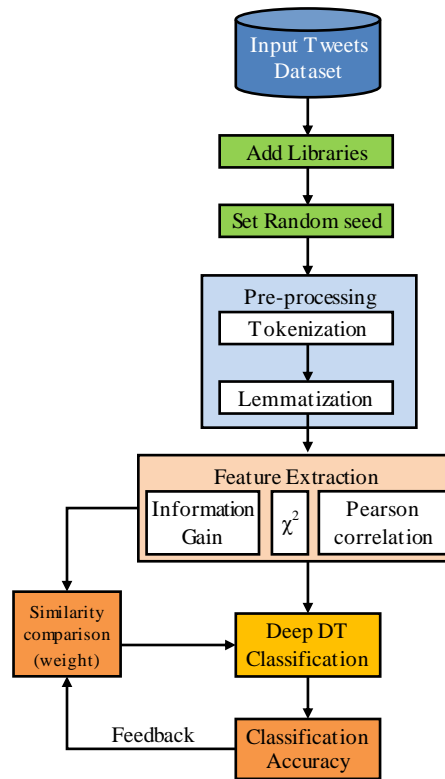 Input Tweets
Dataset
Add Libraries
Set Random seed
Pre-processing
Tokenization
Lemmatization
Feature Extraction
Information
Gain
χ²
Pearson
correlation
Similarity
comparison
(weight)
Deep DT
Classification
Feedback
Classification
Accuracy